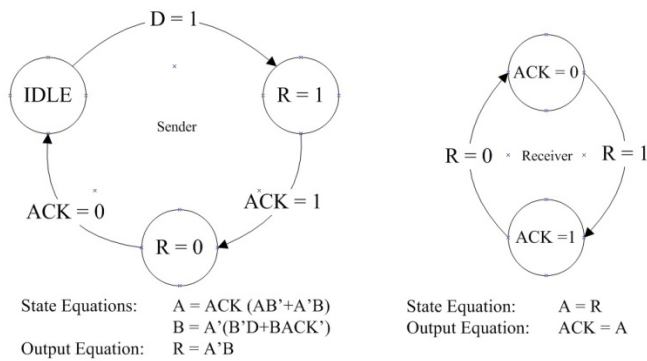 D = 1
IDLE
R = 1
Sender
ACK = 0
ACK = 1
R = 0
State Equations: A = ACK (AB'+A'B)
B = A'(B'D+BACK')
Output Equation: R = A'B
ACK = 0
R = 0
Receiver
R = 1
ACK =1
State Equation: A = R
Output Equation: ACK = A